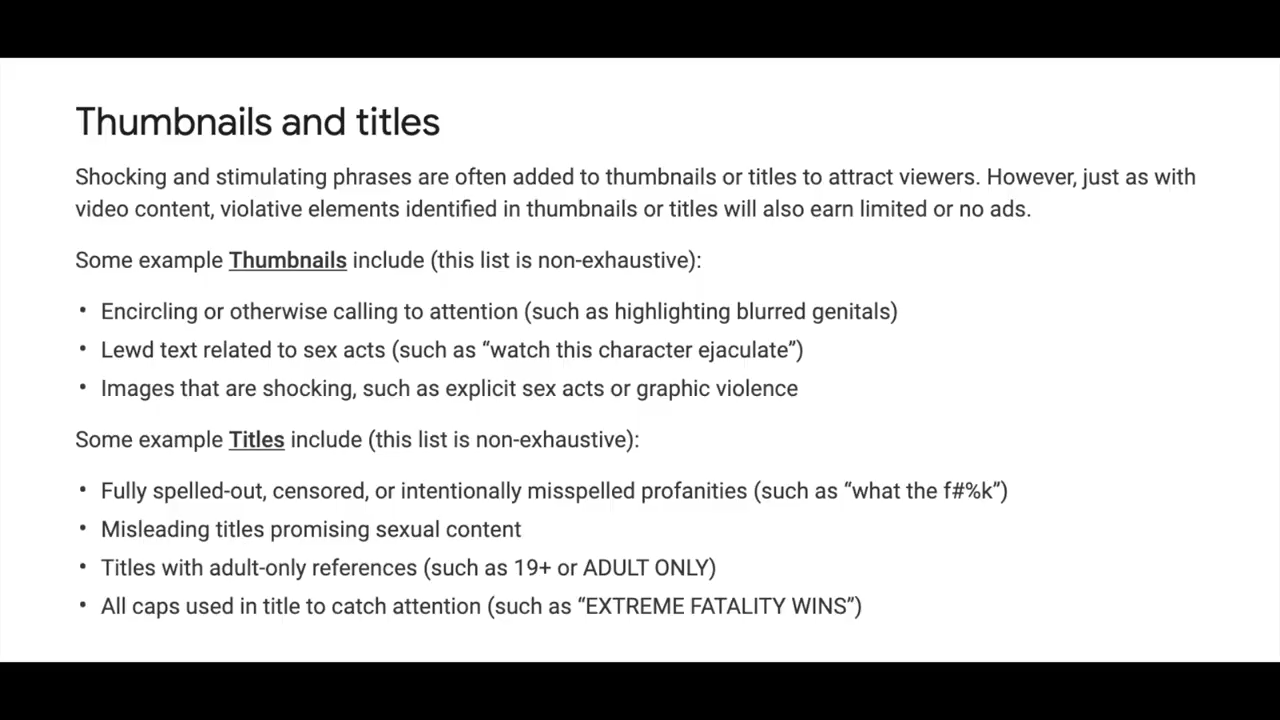 Thumbnails and titles
Shocking and stimulating phrases are often added to thumbnails or titles to attract viewers. However, just as with
video content, violative elements identified in thumbnails or titles will also earn limited or no ads.
Some example Thumbnails include (this list is non-exhaustive):
• Encircling or otherwise calling to attention (such as highlighting blurred genitals)
• Lewd text related to sex acts (such as “watch this character ejaculate”)
• Images that are shocking, such as explicit sex acts or graphic violence
Some example Titles include (this list is non-exhaustive):
• Fully spelled-out, censored, or intentionally misspelled profanities (such as “what the f#%k”)
• Misleading titles promising sexual content
• Titles with adult-only references (such as 19+ or ADULT ONLY)
• All caps used in title to catch attention (such as “EXTREME FATALITY WINS”)